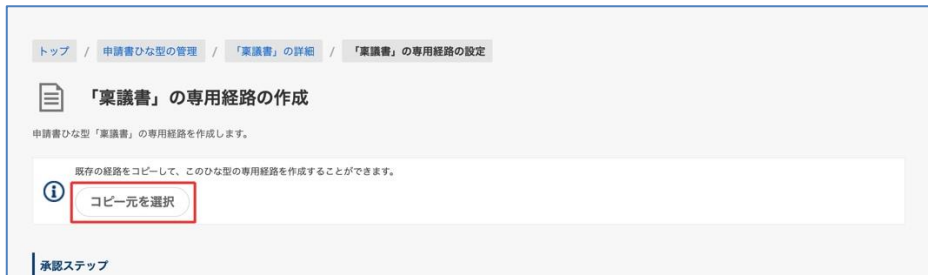 トップ / 申請書ひな型の管理 / 「稟議書」の詳細 / 「稟議書」の専用経路の設定
「稟議書」の専用経路の作成
申請書ひな型「稟議書」の専用経路を作成します。
既存の経路をコピーして、このひな型の専用経路を作成することができます。
コピー元を選択
承認ステップ